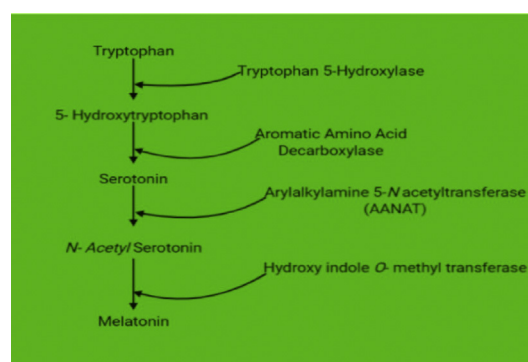 Tryptophan
Tryptophan 5-Hydroxylase
5- Hydroxytryptophan
Aromatic Amino Acid
Decarboxylase
Serotonin
Arylalkylamine 5-N acetyltransferase
(AANAT)
N- Acetyl Serotonin
Hydroxy indole O- methyl transferase
Melatonin